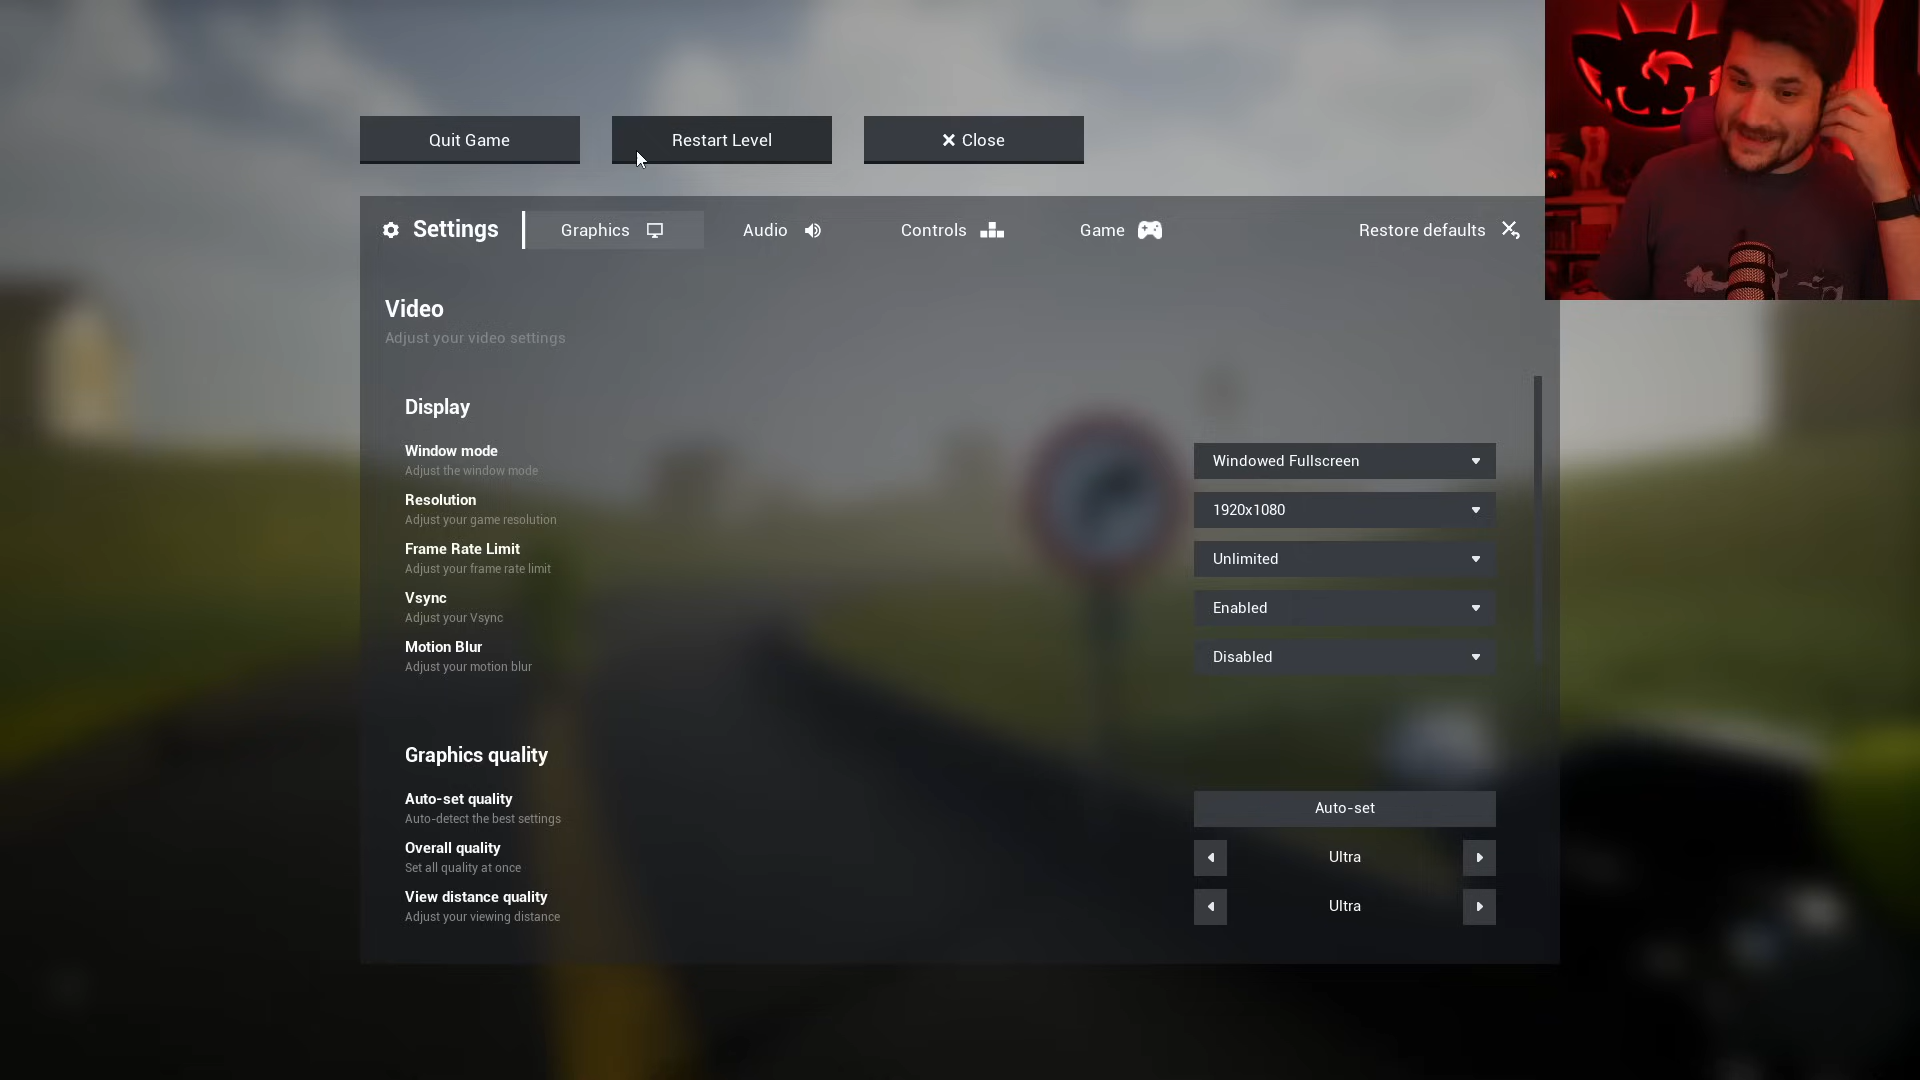 Quit Game
Restart Level
Close
Settings
Graphics
Audio
Controls
Game
Restore defaults
Video
Adjust your video settings
Display
Window mode
Adjust the window mode
Windowed Fullscreen
Resolution
Adjust your game resolution
1920x1080
Frame Rate Limit
Adjust your frame rate limit
Unlimited
Vsync
Adjust your Vsync
Enabled
Motion Blur
Adjust your motion blur
Disabled
Graphics quality
Auto-set quality
Auto-detect the best settings
Auto-set
Overall quality
Set all quality at once
Ultra
View distance quality
Adjust your viewing distance
Ultra